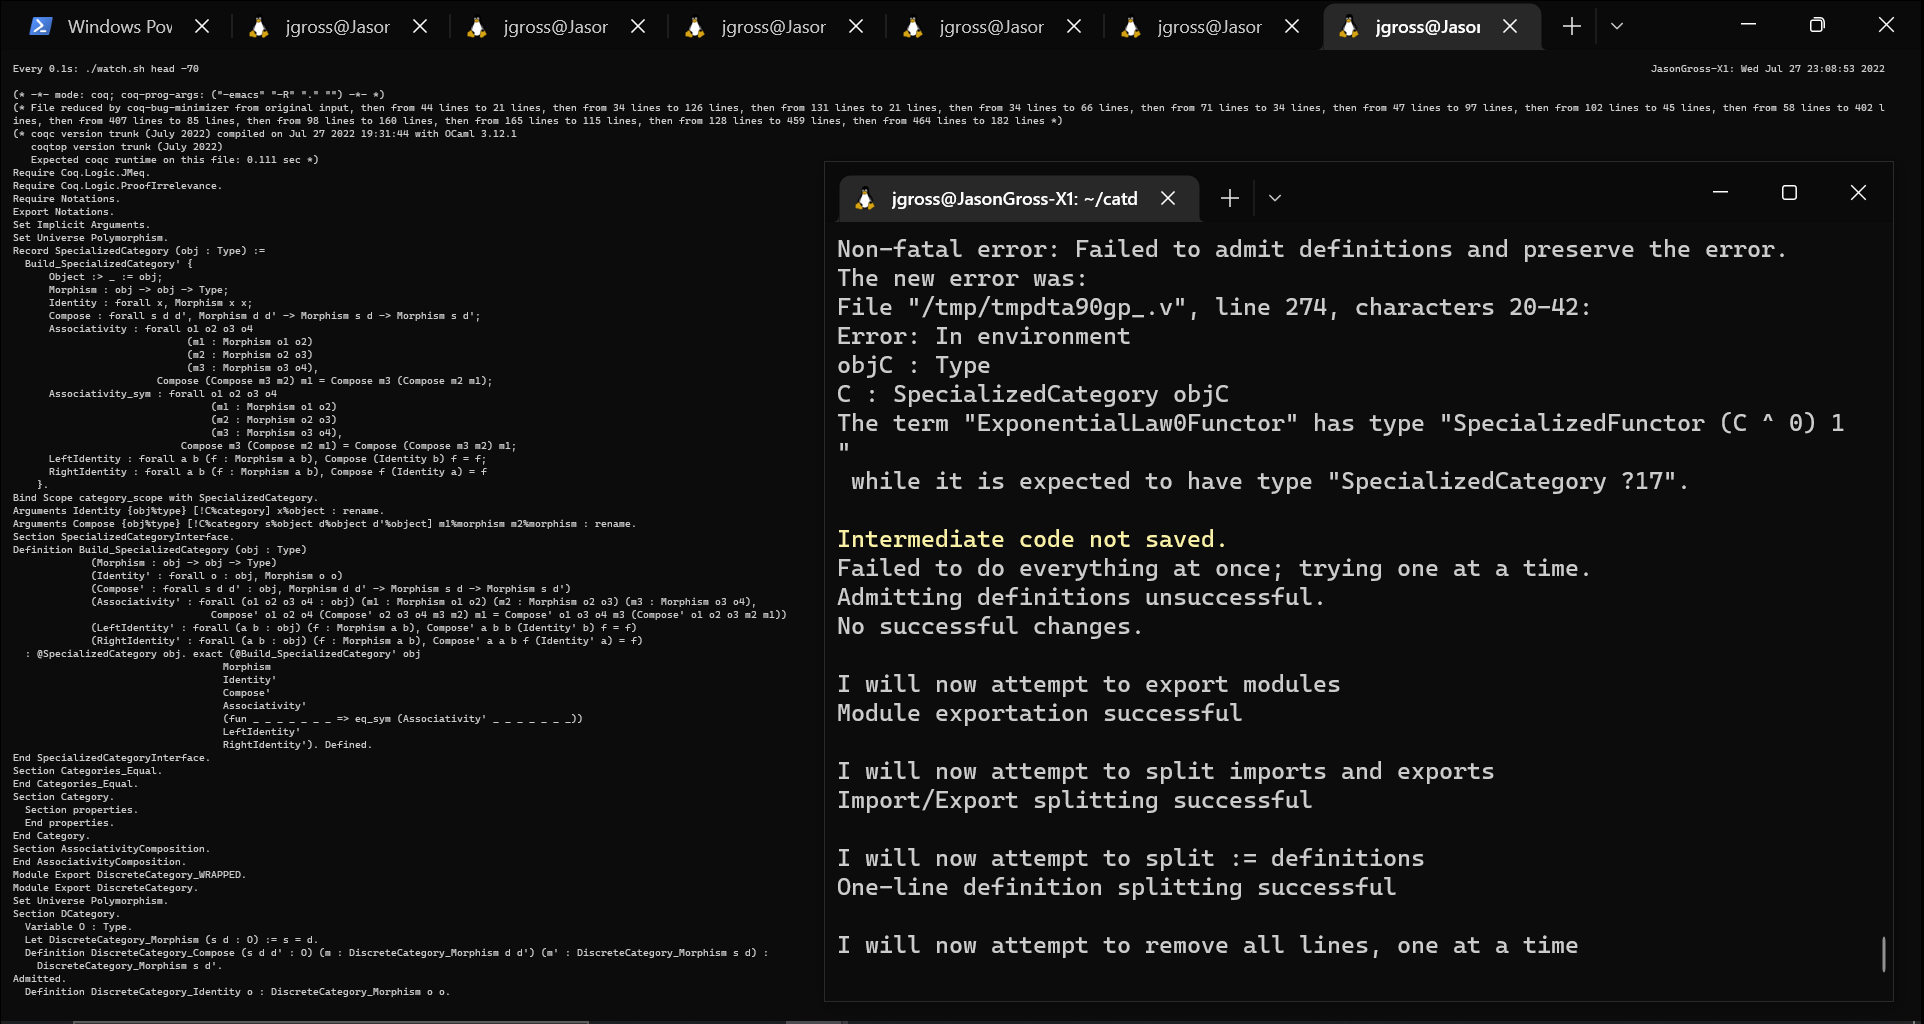 Windows Pov
jgross@Jasor
jgross@Jasor
jgross@Jasor
jgross@Jasor
jgross@Jasor
jgross@Jasor
Every 0.1s: ./watch.sh head -70
JasonGross-X1: Wed Jul 27 23:08:53 2022
(* -*- mode: coq; coq-prog-args: ("-emacs" "-R" "." "") -*- *)
(* File reduced by coq-bug-minimizer from original input, then from 44 lines to 21 lines, then from 34 lines to 126 lines, then from 131 lines to 21 lines, then from 34 lines to 66 lines, then from 71 lines to 34 lines, then from 47 lines to 97 lines, then from 102 lines to 45 lines, then from 58 lines to 402 l
ines, then from 407 lines to 85 lines, then from 98 lines to 160 lines, then from 165 lines to 115 lines, then from 128 lines to 459 lines, then from 464 lines to 182 lines *)
(* coqc version trunk (July 2022) compiled on Jul 27 2022 19:31:44 with OCaml 3.12.1
   coqtop version trunk (July 2022)
   Expected coqc runtime on this file: 0.111 sec *)
Require Coq.Logic.JMeq.
Require Coq.Logic.ProofIrrelevance.
Require Notations.
Export Notations.
Set Implicit Arguments.
Set Universe Polymorphism.
Record SpecializedCategory (obj : Type) :=
  Build_SpecializedCategory' {
      Object :> _ := obj;
      Morphism : obj -> obj -> Type;
      Identity : forall x, Morphism x x;
      Compose : forall s d d', Morphism d d' -> Morphism s d -> Morphism s d';
      Associativity : forall o1 o2 o3 o4
                             (m1 : Morphism o1 o2)
                             (m2 : Morphism o2 o3)
                             (m3 : Morphism o3 o4),
                        Compose (Compose m3 m2) m1 = Compose m3 (Compose m2 m1);
      Associativity_sym : forall o1 o2 o3 o4
                                 (m1 : Morphism o1 o2)
                                 (m2 : Morphism o2 o3)
                                 (m3 : Morphism o3 o4),
                            Compose m3 (Compose m2 m1) = Compose (Compose m3 m2) m1;
      LeftIdentity : forall a b (f : Morphism a b), Compose (Identity b) f = f;
      RightIdentity : forall a b (f : Morphism a b), Compose f (Identity a) = f
    }.
Bind Scope category_scope with SpecializedCategory.
Arguments Identity {obj%type} [!C%category] x%object : rename.
Arguments Compose {obj%type} [!C%category s%object d%object d'%object] m1%morphism m2%morphism : rename.
Section SpecializedCategoryInterface.
Definition Build_SpecializedCategory (obj : Type)
             (Morphism : obj -> obj -> Type)
             (Identity' : forall o : obj, Morphism o o)
             (Compose' : forall s d d' : obj, Morphism d d' -> Morphism s d -> Morphism s d')
             (Associativity' : forall (o1 o2 o3 o4 : obj) (m1 : Morphism o1 o2) (m2 : Morphism o2 o3) (m3 : Morphism o3 o4),
                                 Compose' o1 o2 o4 (Compose' o2 o3 o4 m3 m2) m1 = Compose' o1 o3 o4 m3 (Compose' o1 o2 o3 m2 m1))
             (LeftIdentity' : forall (a b : obj) (f : Morphism a b), Compose' a b b (Identity' b) f = f)
             (RightIdentity' : forall (a b : obj) (f : Morphism a b), Compose' a a b f (Identity' a) = f)
  : @SpecializedCategory obj. exact (@Build_SpecializedCategory' obj
                                   Morphism
                                   Identity'
                                   Compose'
                                   Associativity'
                                   (fun _ _ _ _ _ _ _ => eq_sym (Associativity' _ _ _ _ _ _ _))
                                   LeftIdentity'
                                   RightIdentity'). Defined.
End SpecializedCategoryInterface.
Section Categories_Equal.
End Categories_Equal.
Section Category.
  Section properties.
  End properties.
End Category.
Section AssociativityComposition.
End AssociativityComposition.
Module Export DiscreteCategory_WRAPPED.
Module Export DiscreteCategory.
Set Universe Polymorphism.
Section DCategory.
  Variable O : Type.
  Let DiscreteCategory_Morphism (s d : O) := s = d.
  Definition DiscreteCategory_Compose (s d d' : O) (m : DiscreteCategory_Morphism d d') (m' : DiscreteCategory_Morphism s d) :
    DiscreteCategory_Morphism s d'.
Admitted.
  Definition DiscreteCategory_Identity o : DiscreteCategory_Morphism o o.
jgross@JasonGross-X1: ~/catd
Non-fatal error: Failed to admit definitions and preserve the error.
The new error was:
File "/tmp/tmpdta90gp_.v", line 274, characters 20-42:
Error: In environment
objC : Type
C : SpecializedCategory objC
The term "ExponentialLaw0Functor" has type "SpecializedFunctor (C ^ 0) 1
"
 while it is expected to have type "SpecializedCategory ?17".
Intermediate code not saved.
Failed to do everything at once; trying one at a time.
Admitting definitions unsuccessful.
No successful changes.
I will now attempt to export modules
Module exportation successful
I will now attempt to split imports and exports
Import/Export splitting successful
I will now attempt to split := definitions
One-line definition splitting successful
I will now attempt to remove all lines, one at a time